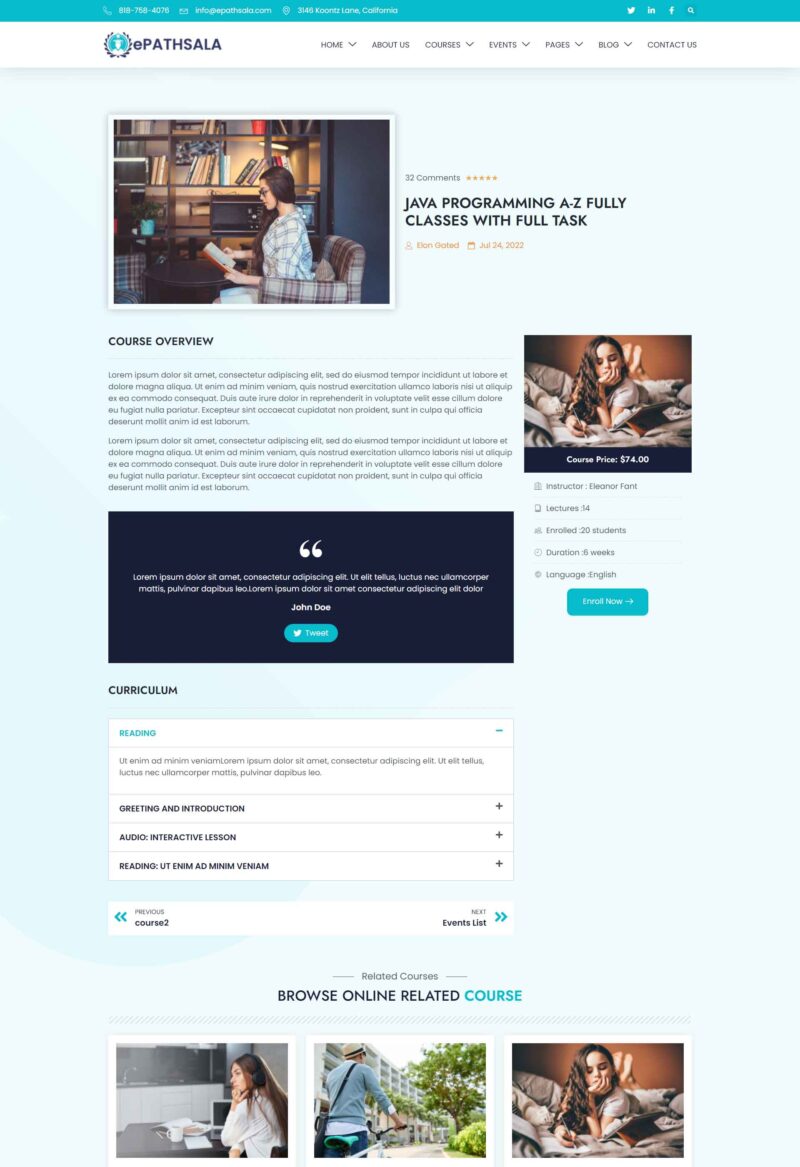 818-758-4076 info@epathsala.com 3146 Koontz Lane, California
ePATHSALA
HOME ABOUT US COURSES EVENTS PAGES BLOG CONTACT US
32 Comments
JAVA PROGRAMMING A-Z FULLY
CLASSES WITH FULL TASK
Elon Gated Jul 24, 2022
COURSE OVERVIEW
Lorem ipsum dolor sit amet, consectetur adipiscing elit, sed do eiusmod tempor incididunt ut labore et
dolore magna aliqua. Ut enim ad minim veniam, quis nostrud exercitation ullamco laboris nisi ut aliquip
ex ea commodo consequat. Duis aute irure dolor in reprehenderit in voluptate velit esse cillum dolore
eu fugiat nulla pariatur. Excepteur sint occaecat cupidatat non proident, sunt in culpa qui officia
deserunt mollit anim id est laborum.
Lorem ipsum dolor sit amet, consectetur adipiscing elit, sed do eiusmod tempor incididunt ut labore et
dolore magna aliqua. Ut enim ad minim veniam, quis nostrud exercitation ullamco laboris nisi ut aliquip
ex ea commodo consequat. Duis aute irure dolor in reprehenderit in voluptate velit esse cillum dolore
eu fugiat nulla pariatur. Excepteur sint occaecat cupidatat non proident, sunt in culpa qui officia
deserunt mollit anim id est laborum.
Course Price: $74.00
Instructor : Eleanor Fant
Lectures :14
Enrolled :20 students
Duration :6 weeks
Language :English
Enroll Now
Lorem ipsum dolor sit amet, consectetur adipiscing elit. Ut elit tellus, luctus nec ullamcorper
mattis, pulvinar dapibus leo.Lorem ipsum dolor sit amet consectetur adipiscing elit dolor
John Doe
Tweet
CURRICULUM
READING
Ut enim ad minim veniamLorem ipsum dolor sit amet, consectetur adipiscing elit. Ut elit tellus,
luctus nec ullamcorper mattis, pulvinar dapibus leo.
GREETING AND INTRODUCTION
AUDIO: INTERACTIVE LESSON
READING: UT ENIM AD MINIM VENIAM
PREVIOUS
course2
NEXT
Events List
Related Courses
BROWSE ONLINE RELATED COURSE